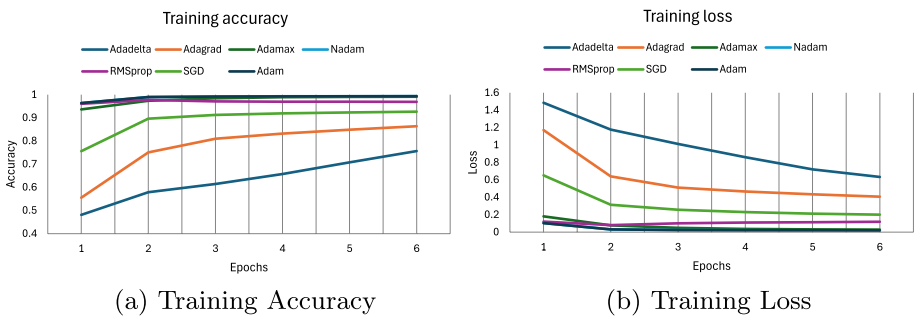 Training accuracy
Adadelta Adagrad Adamax Nadam
RMSprop SGD Adam
Accuracy
1
0.9
0.8
0.7
0.6
0.5
0.4
1 2 3 4 5 6
Epochs
(a) Training Accuracy
Training loss
Adadelta Adagrad Adamax Nadam
RMSprop SGD Adam
Loss
1.6
1.4
1.2
1
0.8
0.6
0.4
0.2
0
1 2 3 4 5 6
Epochs
(b) Training Loss